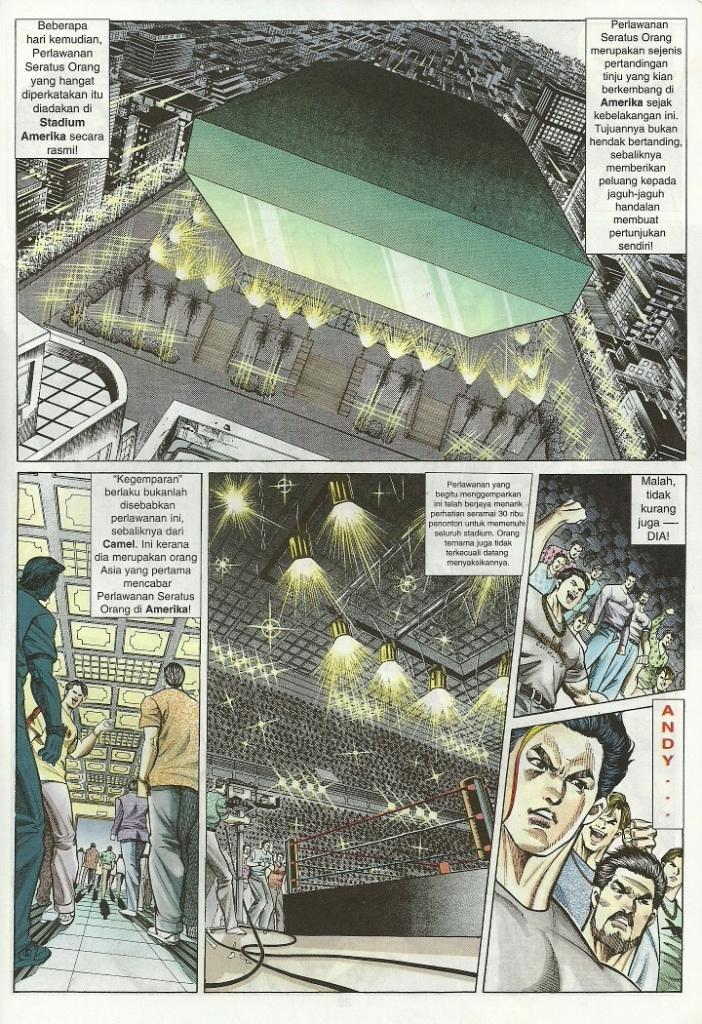 Beberapa
hari kemudian,
Perlawanan
Seratus Orang
yang hangat
diperkatakan itu
diadakan di
Stadium
Amerika secara
rasmi!
Perlawanan
Seratus Orang
merupakan sejenis
pertandingan
tinju yang kian
berkembang di
Amerika sejak
kebelakangan ini.
Tujuannya bukan
hendak bertanding,
sebaliknya
memberikan
peluang kepada
jaguh-jaguh
handalan
membuat
pertunjukan
sendiri!
"Kegemparan"
berlaku bukanlah
disebabkan
perlawanan ini,
sebaliknya dari
Camel. Ini kerana
dia merupakan orang
Asia yang pertama
mencabar
Perlawanan Seratus
Orang di Amerika!
Perlawanan yang
begitu menggemparkan
ini telah berjaya menarik
perhatian seramai 30 ribu
penonton untuk memenuhi
seluruh stadium. Orang
ternama juga tidak
terkecuali datang
menyaksikannya.
Malah,
tidak
kurang
juga —-
DIA!
ANDY...